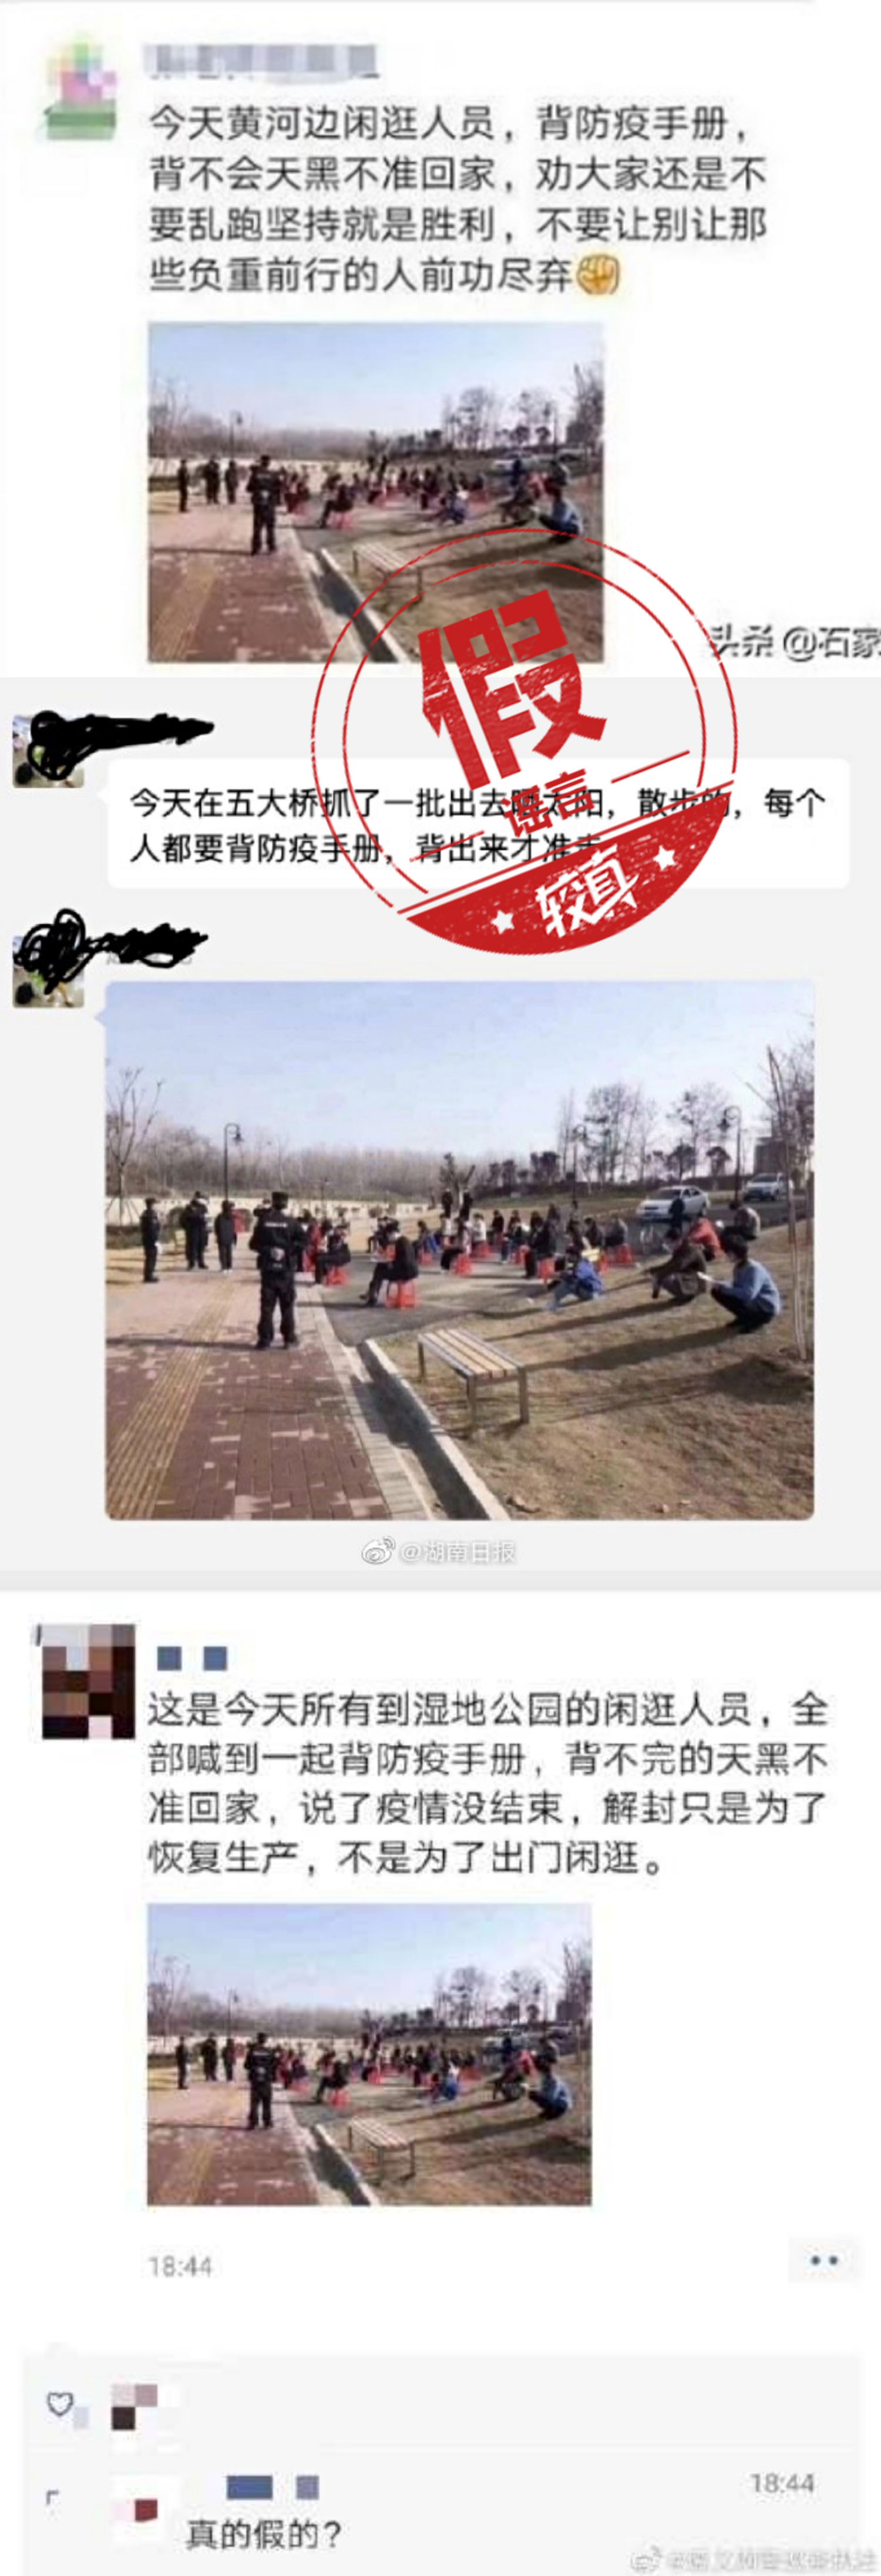 今天黄河边闲逛人员，背防疫手册，
背不会天黑不准回家，劝大家还是不
要乱跑坚持就是胜利，不要让别让那
些负重前行的人前功尽弃✊
头条 @石家
假
谣言
较真
今天在五大桥抓了一批出去晒太阳，散步的，每个
人都要背防疫手册，背出来才准走
@湖南日报
这是今天所有到湿地公园的闲逛人员，全
部喊到一起背防疫手册，背不完的天黑不
准回家，说了疫情没结束，解封只是为了
恢复生产，不是为了出门闲逛。
18:44
18:44
真的假的？